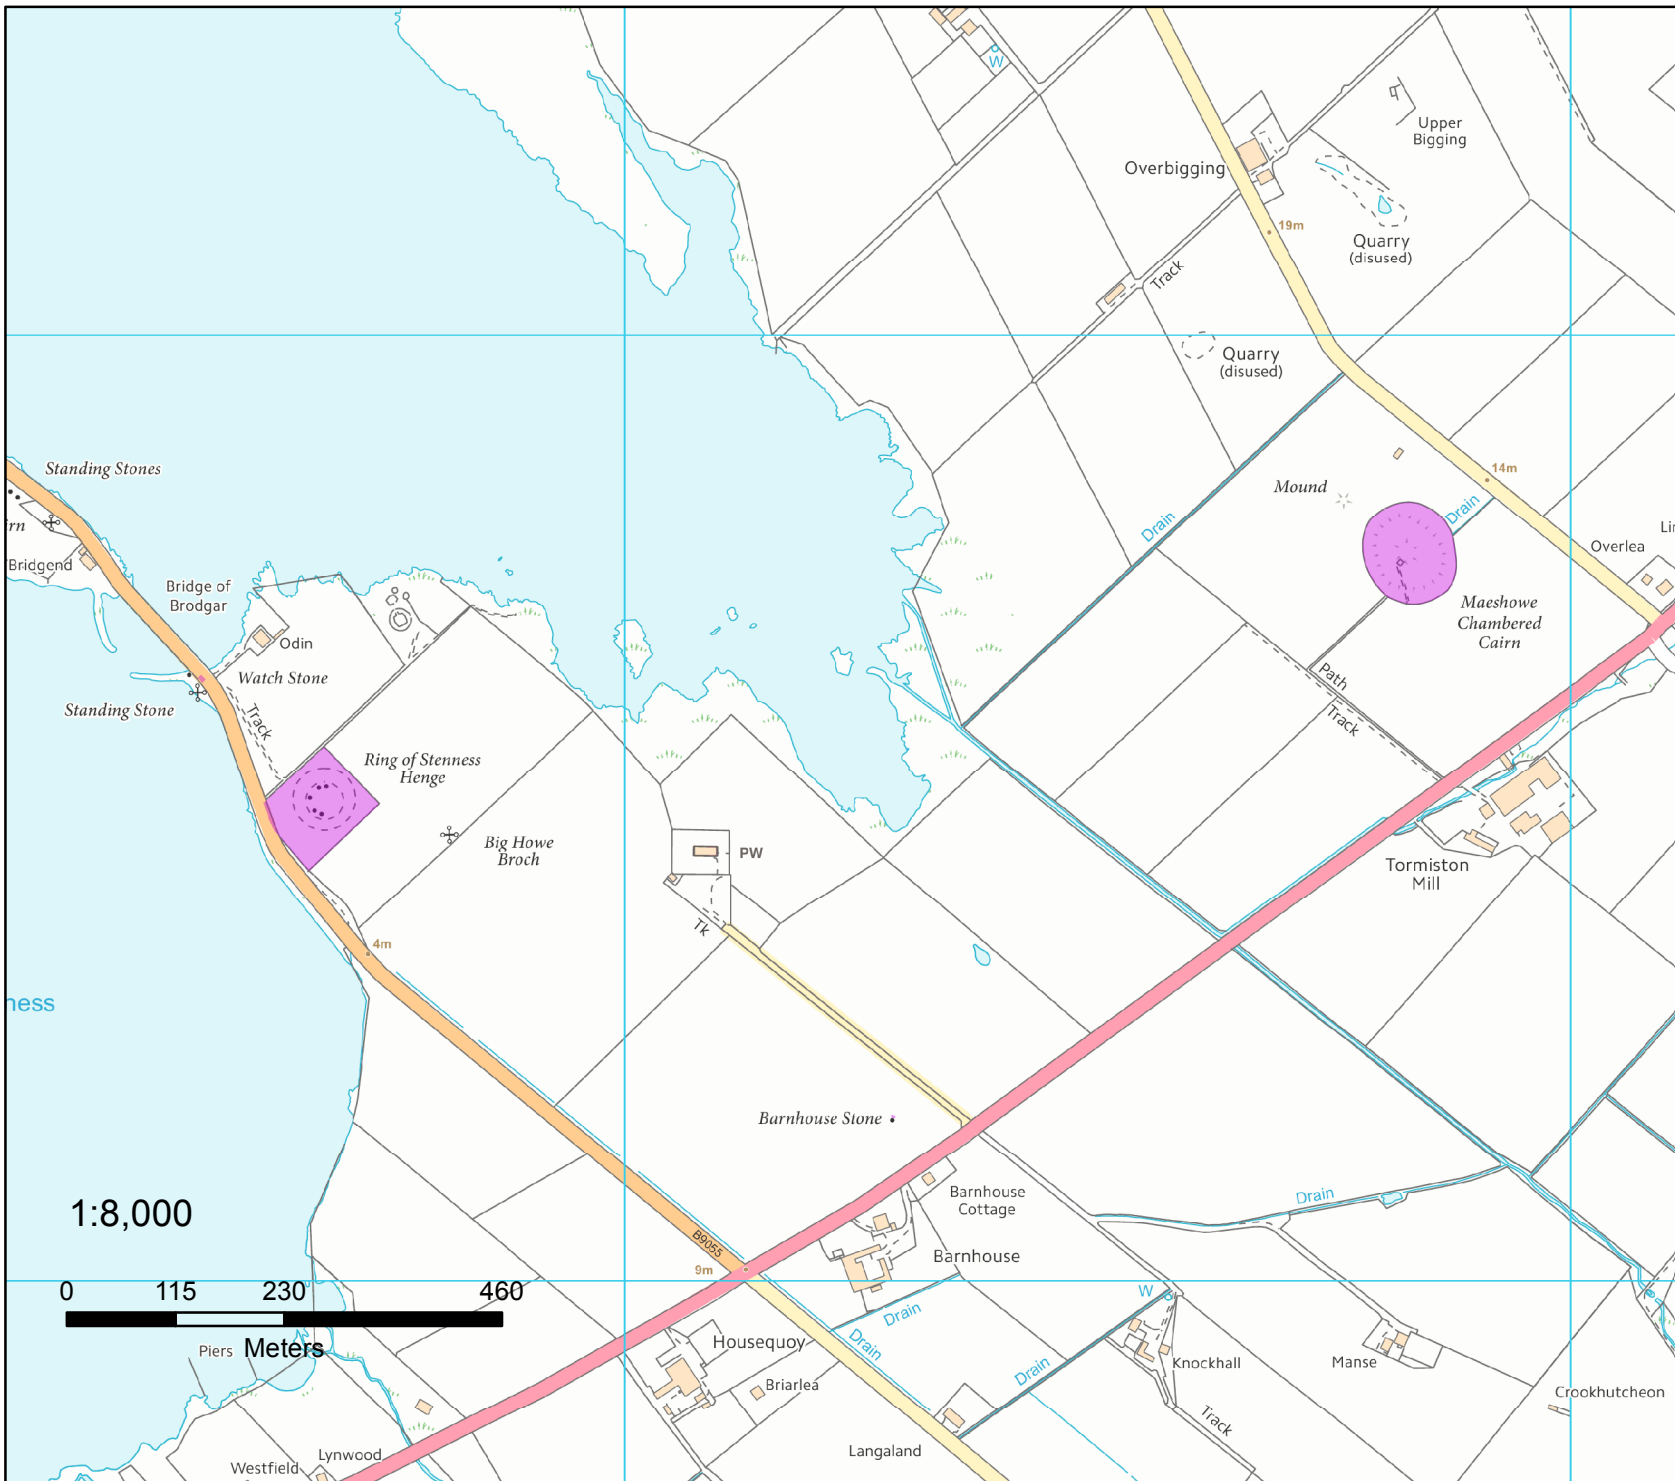 W
Upper
Bigging
Overbigging
19m
Quarry
(disused)
Track
Quarry
(disused)
Standing Stones
14m
Mound
Drain
Drain
Overlea
Bridgend
Bridge of
Brodgar
Maeshowe
Chambered
Cairn
Odin
Watch Stone
Path
Standing Stone
Track
Track
Ring of Stenness
Henge
Big Howe
Broch
PW
Tormiston
Mill
Tk
4m
ness
Barnhouse Stone
Barnhouse
Cottage
Drain
1:8,000
B9055
Barnhouse
9m
0 115 230 460
W
Drain
Meters
Piers
Housequoy
Drain
Knockhall
Manse
Drain
Briarlea
Crookhutcheon
Track
Lynwood
Langaland
Westfield